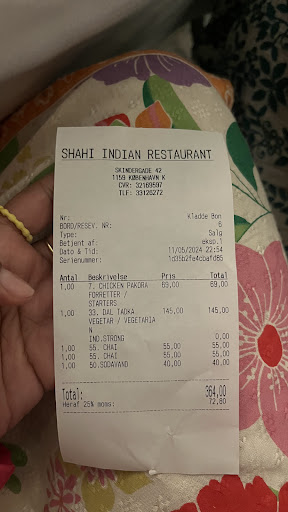 SHAHI INDIAN RESTAURANT
SKINDERGADE 42
1159 KØBENHAVN K
CVR: 32169597
TLF: 33126272
Nr: Kladde Bon
BORD/RESEV. NR: 6
Type: Salg
Betjent af: eksp.1
Dato & Tid: 11/05/2024 22:54
Serienummer: 1d35b2fe4cbafd85
Antal Beskrivelse Pris Total
1,00 7. CHICKEN PAKORA 69,00 69,00
FORRETTER /
STARTERS
1,00 33. DAL TADKA 145,00 145,00
VEGETAR / VEGETARIA
N
IND.STRONG 0,00
1,00 55. CHAI 55,00 55,00
1,00 55. CHAI 55,00 55,00
1,00 50.SODAVAND 40,00 40,00
Total: 364,00
Heraf 25% moms: 72,80